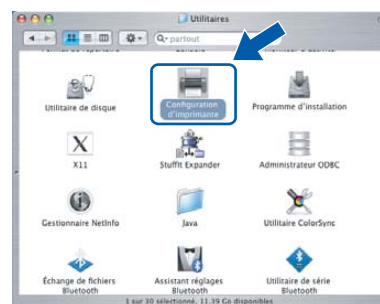 Utilitaires
partout
Utilitaire de disque
Configuration
d'imprimante
Programme d'installation
X11
StuffIt Expander
Administrateur ODBC
Gestionnaire NetInfo
Java
Utilitaire ColorSync
Échange de fichiers
Bluetooth
Assistant réglages
Bluetooth
Utilitaire de série
Bluetooth
1 sur 30 sélectionné, 11.39 Go disponibles